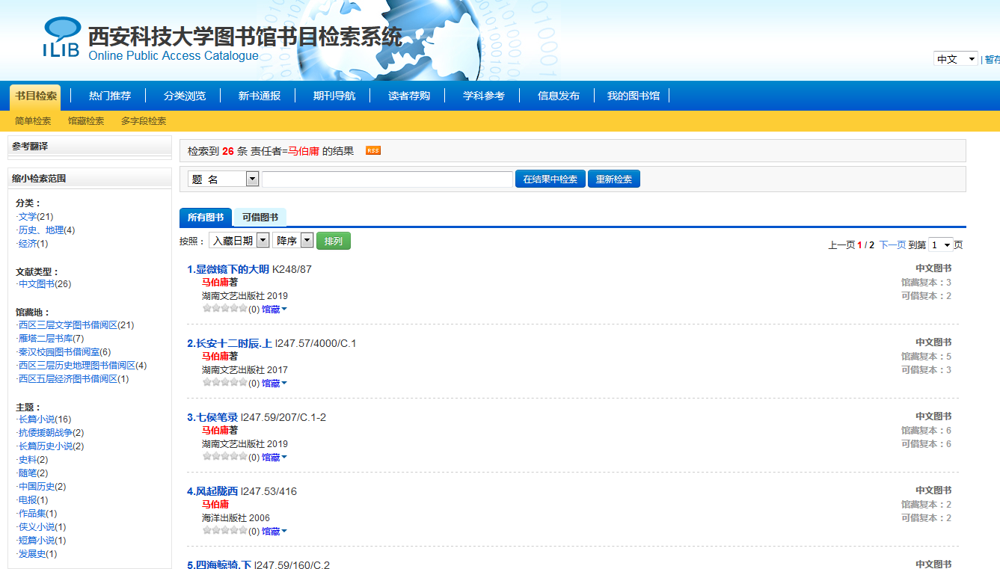 ILIB
西安科技大学图书馆书目检索系统
Online Public Access Catalogue
中文 | 暂存
书目检索 热门推荐 分类浏览 新书通报 期刊导航 读者荐购 学科参考 信息发布 我的图书馆
简单检索 馆藏检索 多字段检索
参考翻译
缩小检索范围
分类：
·文学(21)
·历史、地理(4)
·经济(1)
文献类型：
·中文图书(26)
馆藏地：
·西区三层文学图书借阅区(21)
·雁塔二层书库(7)
·秦汉校园图书借阅室(6)
·西区三层历史地理图书借阅区(4)
·西区五层经济图书借阅区(1)
主题：
·长篇小说(16)
·抗倭援朝战争(2)
·长篇历史小说(2)
·史料(2)
·随笔(2)
·中国历史(2)
·电报(1)
·作品集(1)
·侠义小说(1)
·短篇小说(1)
·发展史(1)
检索到 26 条 责任者=马伯庸 的结果 RSS
题 名 在结果中检索 重新检索
所有图书 可借图书
按照： 入藏日期 降序 排列
上一页 1 / 2 下一页 到第 1 页
1.显微镜下的大明 K248/87
中文图书
马伯庸著
馆藏复本：3
湖南文艺出版社 2019
可借复本：2
(0) 馆藏
2.长安十二时辰.上 I247.57/4000/C.1
中文图书
马伯庸著
馆藏复本：5
湖南文艺出版社 2017
可借复本：3
(0) 馆藏
3.七侯笔录 I247.59/207/C.1-2
中文图书
马伯庸著
馆藏复本：6
湖南文艺出版社 2019
可借复本：6
(0) 馆藏
4.风起陇西 I247.53/416
中文图书
马伯庸
馆藏复本：2
海洋出版社 2006
可借复本：2
(0) 馆藏
5.四海鲸骑.下 I247.59/160/C.2
中文图书